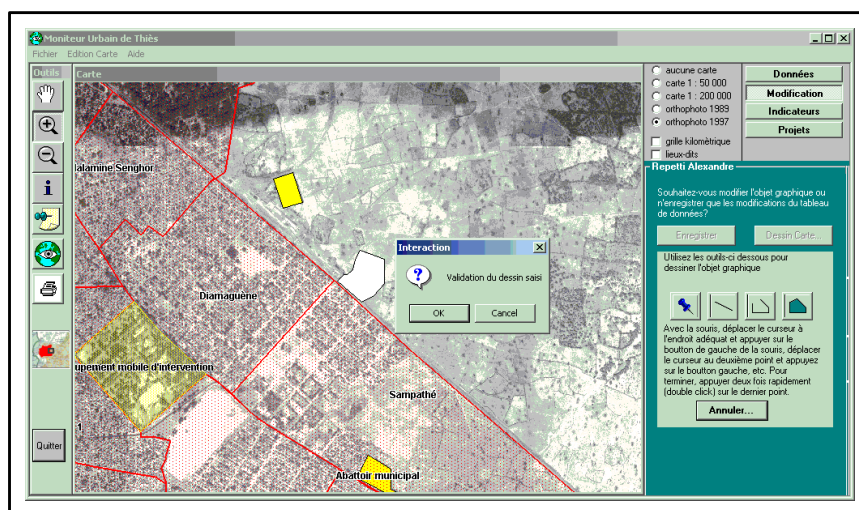 Moniteur Urbain de Thiès
Fichier Edition Carte Aide
Outils
Carte
alamine Senghor
Diamaguène
upement mobile d'intervention
Sampathé
1
Abattoir municipal
Quitter
Interaction
Validation du dessin saisi
OK Cancel
aucune carte
carte 1 : 50 000
carte 1 : 200 000
orthophoto 1989
orthophoto 1997
grille kilomètrique
lieux-dits
Données
Modification
Indicateurs
Projets
Repetti Alexandre
Souhaitez-vous modifier l'objet graphique ou
n'enregistrer que les modifications du tableau
de données?
Enregistrer Dessin Carte...
Utilisez les outils-ci dessous pour
dessiner l'objet graphique
Avec la souris, déplacer le curseur à
l'endroit adéquat et appuyer sur le
bouton de gauche de la souris, déplacer
le curseur au deuxième point et appuyez
sur le bouton gauche, etc. Pour
terminer, appuyer deux fois rapidement
(double click) sur le dernier point.
Annuler...